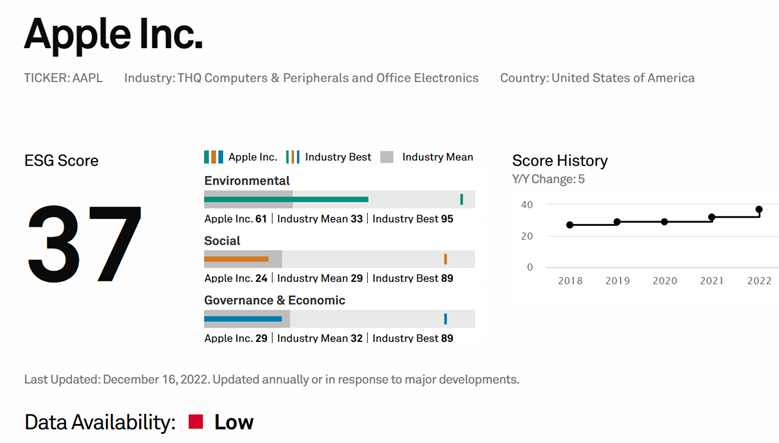 Apple Inc.
TICKER: AAPL Industry: THQ Computers & Peripherals and Office Electronics Country: United States of America
ESG Score
37
Apple Inc. Industry Best Industry Mean
Environmental
Apple Inc. 61 | Industry Mean 33 | Industry Best 95
Social
Apple Inc. 24 | Industry Mean 29 | Industry Best 89
Governance & Economic
Apple Inc. 29 | Industry Mean 32 | Industry Best 89
Score History
Y/Y Change: 5
40
20
0
2018 2019 2020 2021 2022
Last Updated: December 16, 2022. Updated annually or in response to major developments.
Data Availability: Low